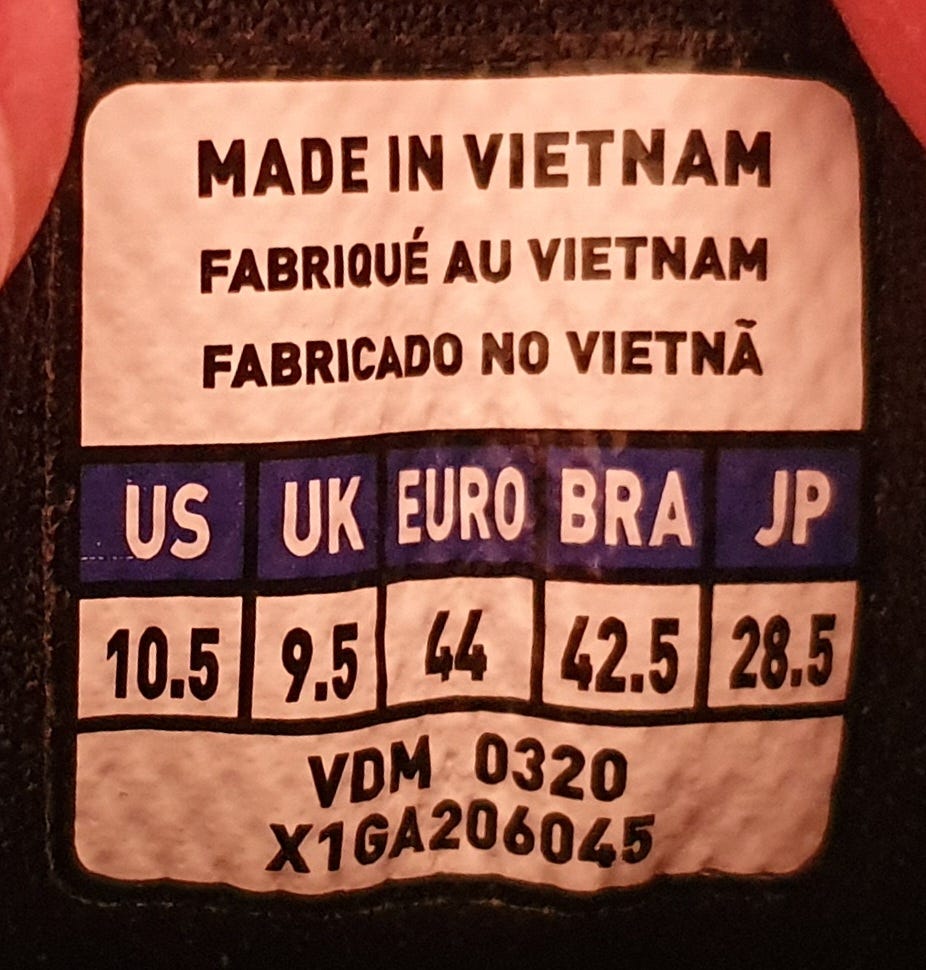 MADE IN VIETNAM
FABRIQUÉ AU VIETNAM
FABRICADO NO VIETNÃ
US UK EURO BRA JP
10.5 9.5 44 42.5 28.5
VDM 0320
X1GA206045